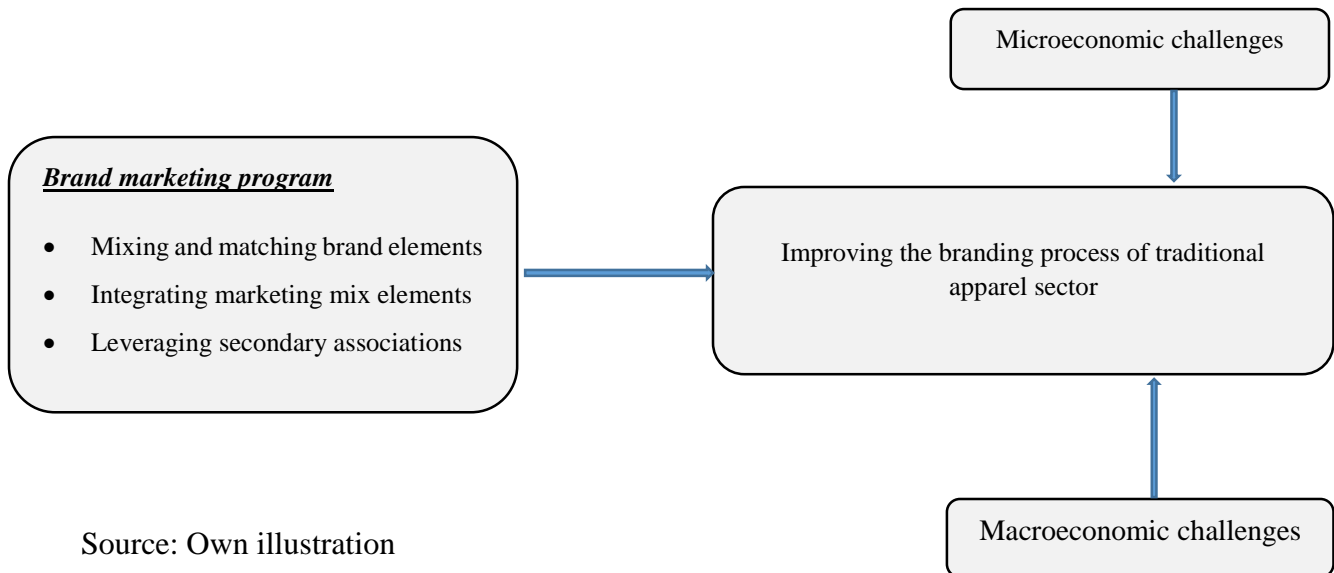 Microeconomic challenges
Brand marketing program
• Mixing and matching brand elements
• Integrating marketing mix elements
• Leveraging secondary associations
Improving the branding process of traditional
apparel sector
Macroeconomic challenges
Source: Own illustration